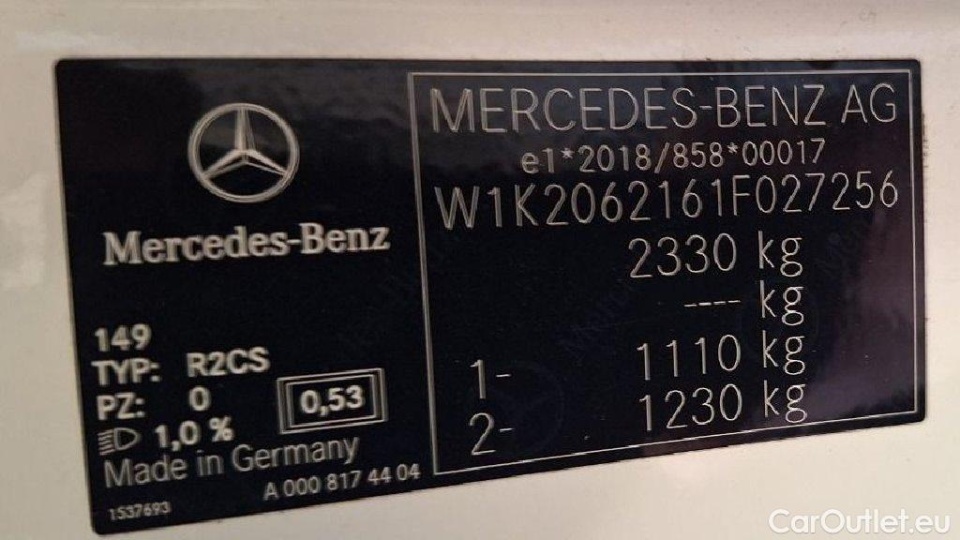 Mercedes-Benz
149
TYP: R2CS
PZ: 0
1,0 %
0,53
Made in Germany
A 000 817 44 04
1537693
MERCEDES-BENZ AG
e1*2018/858*00017
W1K2062161F027256
2330 kg
---- kg
1- 1110 kg
2- 1230 kg
CarOutlet.eu